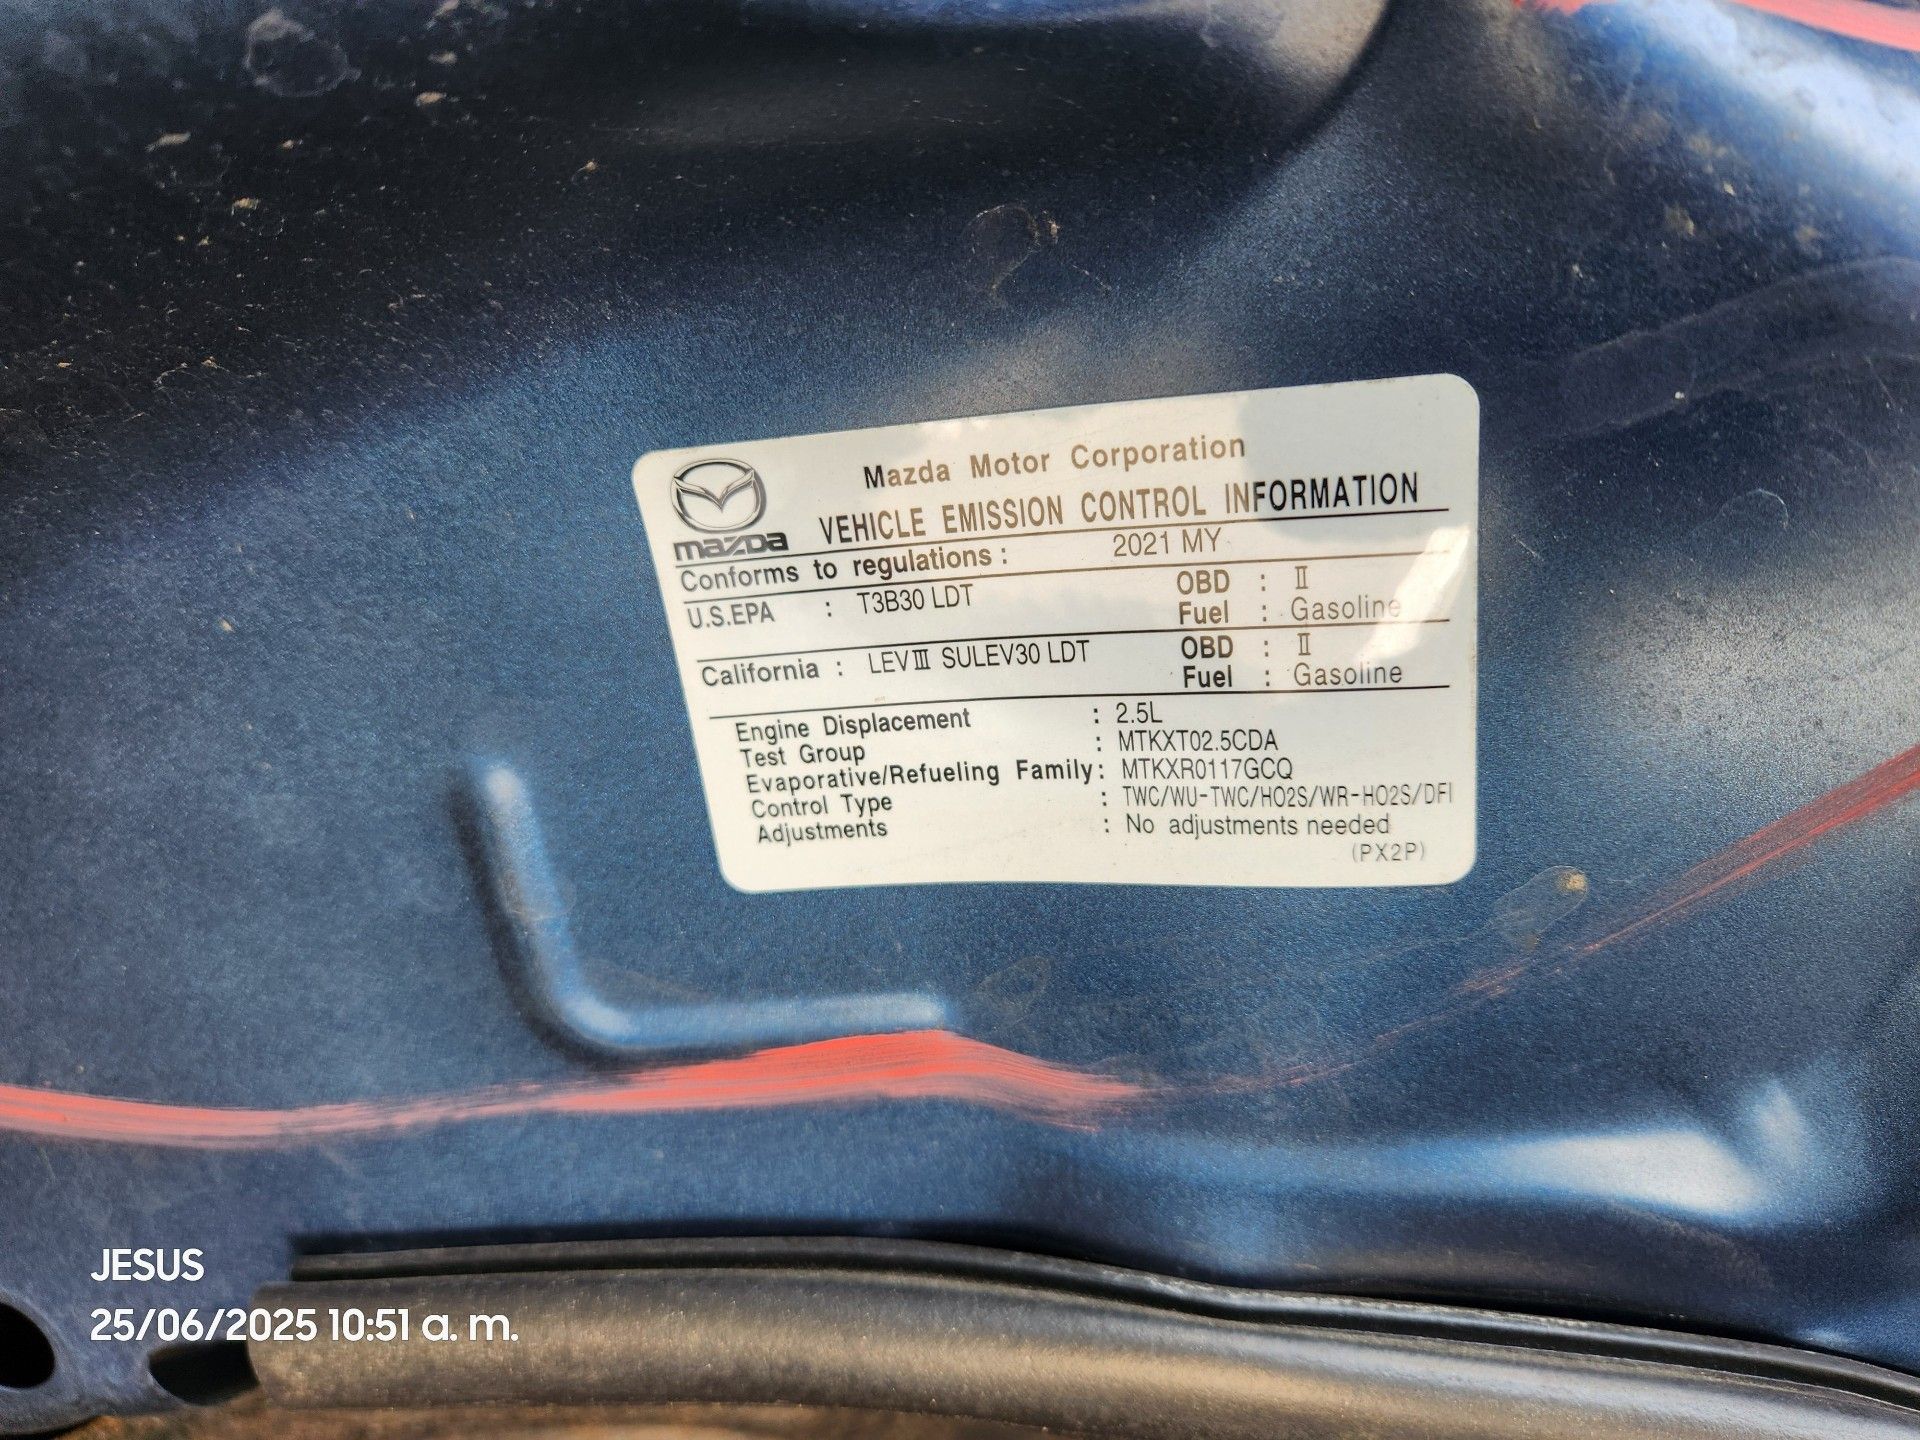 Mazda Motor Corporation
mazda VEHICLE EMISSION CONTROL INFORMATION
Conforms to regulations : 2021 MY
U.S.EPA : T3B30 LDT OBD : Ⅱ
Fuel : Gasoline
California : LEVⅢ SULEV30 LDT OBD : Ⅱ
Fuel : Gasoline
Engine Displacement : 2.5L
Test Group : MTKXT02.5CDA
Evaporative/Refueling Family : MTKXR0117GCQ
Control Type : TWC/WU-TWC/HO2S/WR-HO2S/DFI
Adjustments : No adjustments needed
(PX2P)
JESUS
25/06/2025 10:51 a. m.